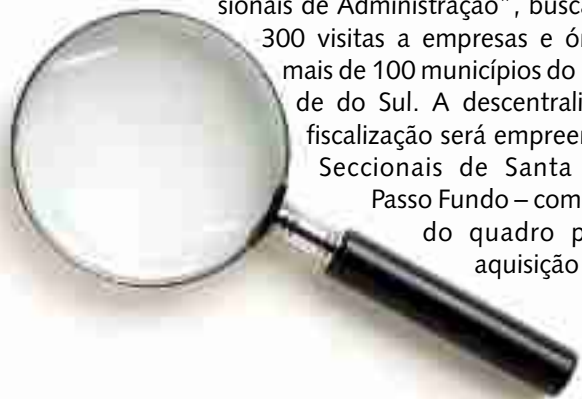 sionais de Administração”, busca
300 visitas a empresas e ór
mais de 100 municípios do
de do Sul. A descentrali
fiscalização será empreen
Seccionais de Santa
Passo Fundo – com
do quadro p
aquisição